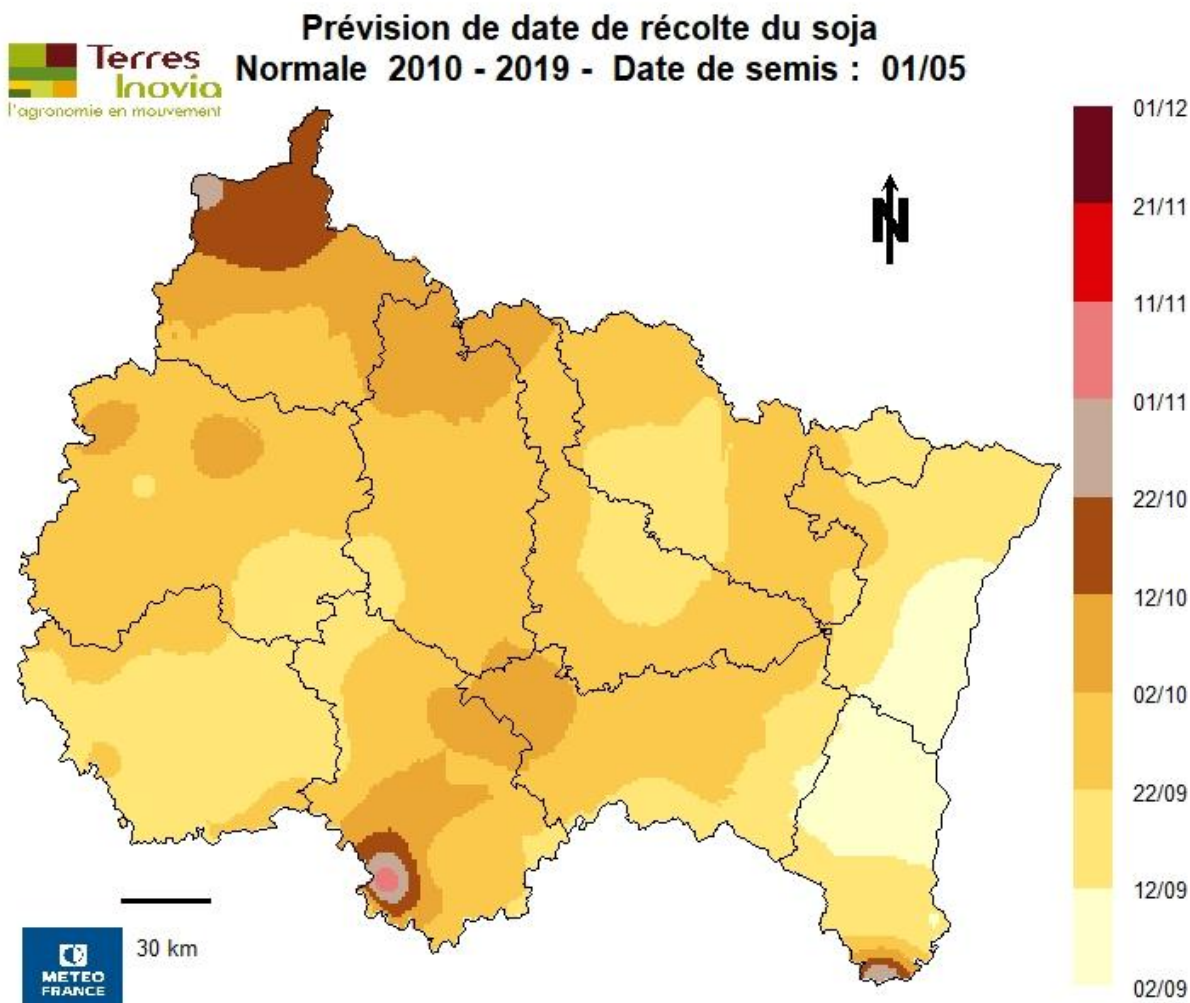 Prévision de date de récolte du soja
Normale 2010 - 2019 - Date de semis : 01/05
Terres
Inovia
l'agronomie en mouvement
N
01/12
21/11
11/11
01/11
22/10
12/10
02/10
22/09
12/09
02/09
30 km
METEO
FRANCE